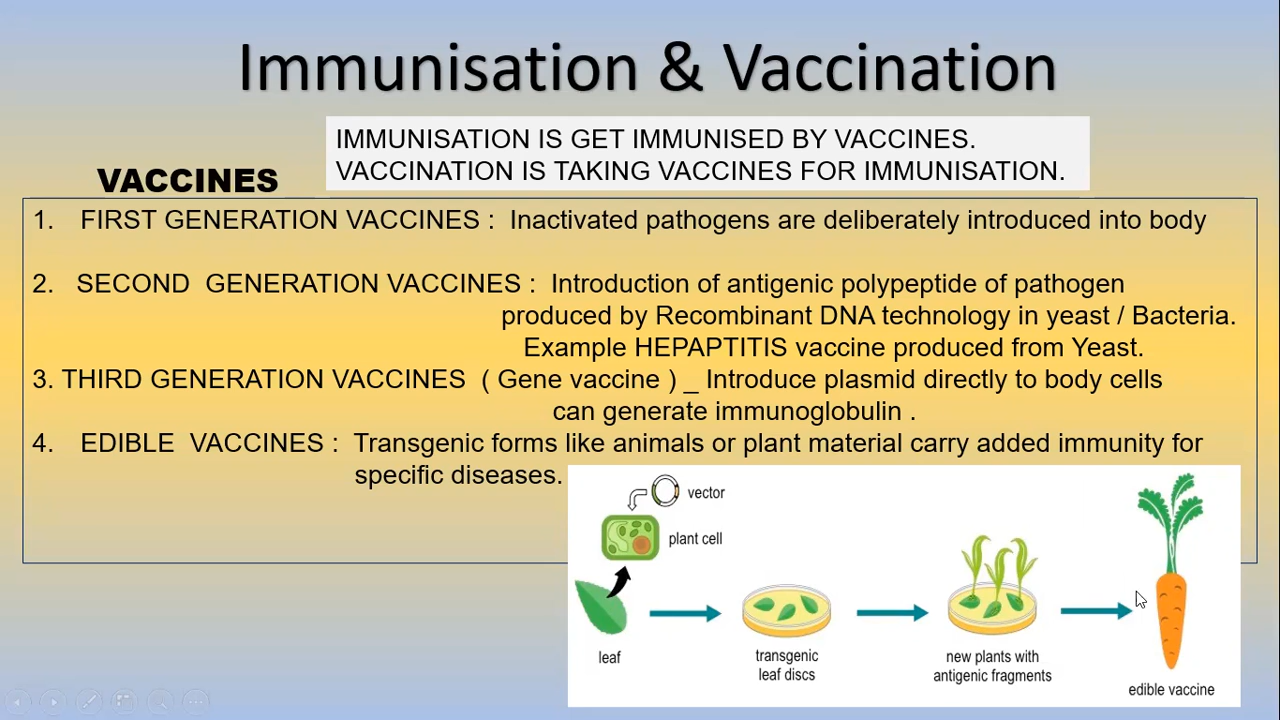 Immunisation & Vaccination
IMMUNISATION IS GET IMMUNISED BY VACCINES.
VACCINATION IS TAKING VACCINES FOR IMMUNISATION.
VACCINES
1. FIRST GENERATION VACCINES : Inactivated pathogens are deliberately introduced into body
2. SECOND GENERATION VACCINES : Introduction of antigenic polypeptide of pathogen
produced by Recombinant DNA technology in yeast / Bacteria.
Example HEPAPTITIS vaccine produced from Yeast.
3. THIRD GENERATION VACCINES ( Gene vaccine ) _ Introduce plasmid directly to body cells
can generate immunoglobulin .
4. EDIBLE VACCINES : Transgenic forms like animals or plant material carry added immunity for
specific diseases.
vector
plant cell
leaf
transgenic
leaf discs
new plants with
antigenic fragments
edible vaccine